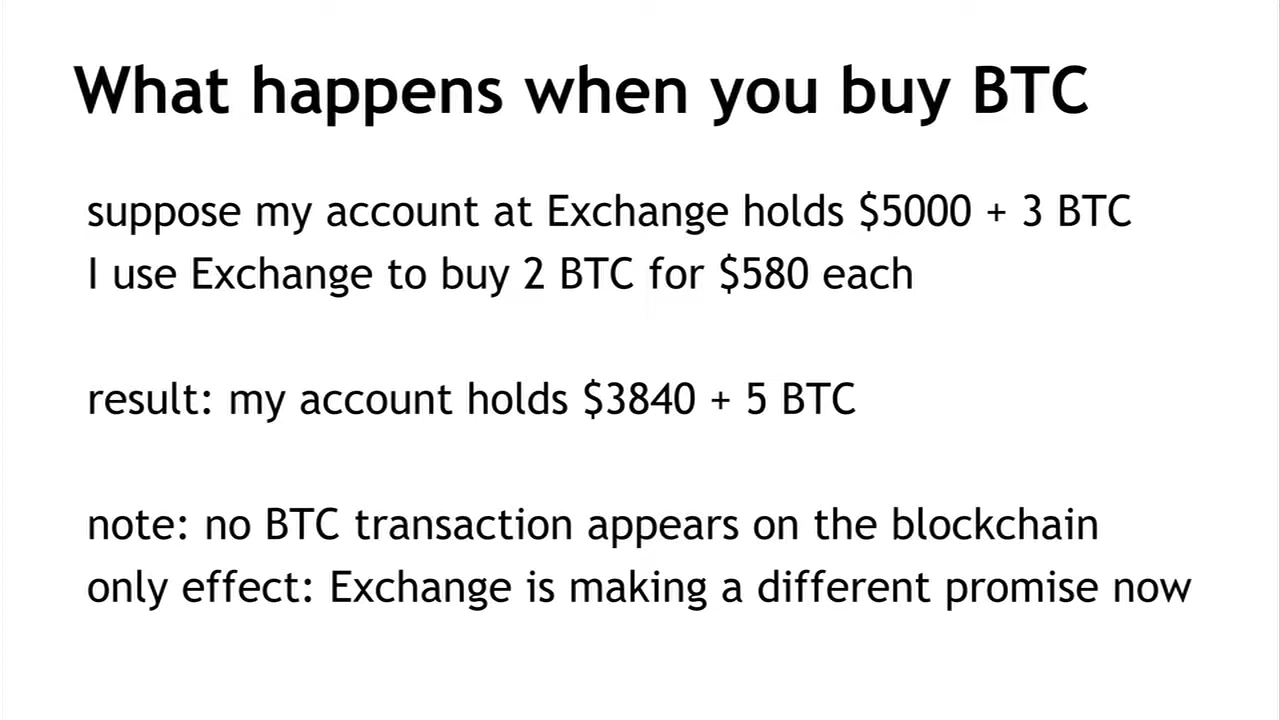 What happens when you buy BTC
suppose my account at Exchange holds $5000 + 3 BTC
I use Exchange to buy 2 BTC for $580 each
result: my account holds $3840 + 5 BTC
note: no BTC transaction appears on the blockchain
only effect: Exchange is making a different promise now